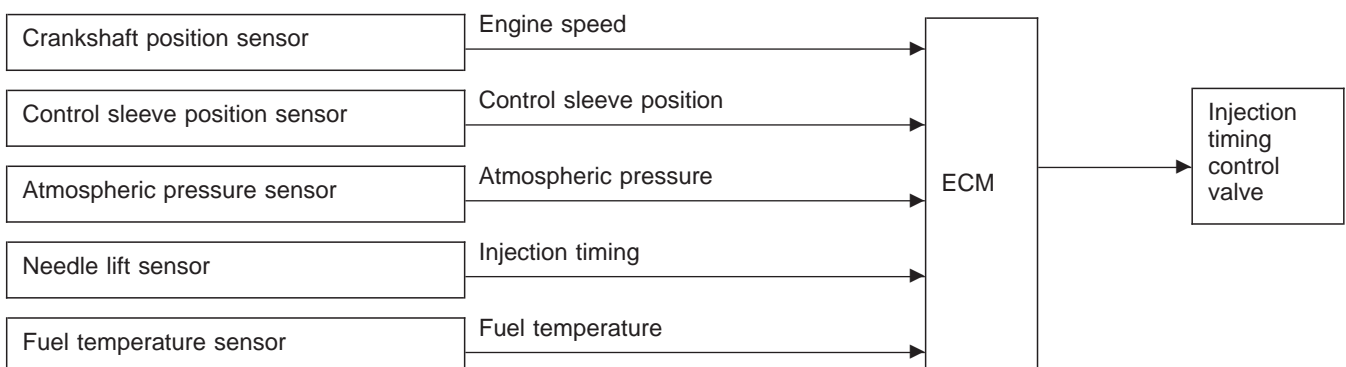 Crankshaft position sensor
Engine speed
Control sleeve position sensor
Control sleeve position
Atmospheric pressure sensor
Atmospheric pressure
Needle lift sensor
Injection timing
Fuel temperature sensor
Fuel temperature
ECM
Injection
timing
control
valve